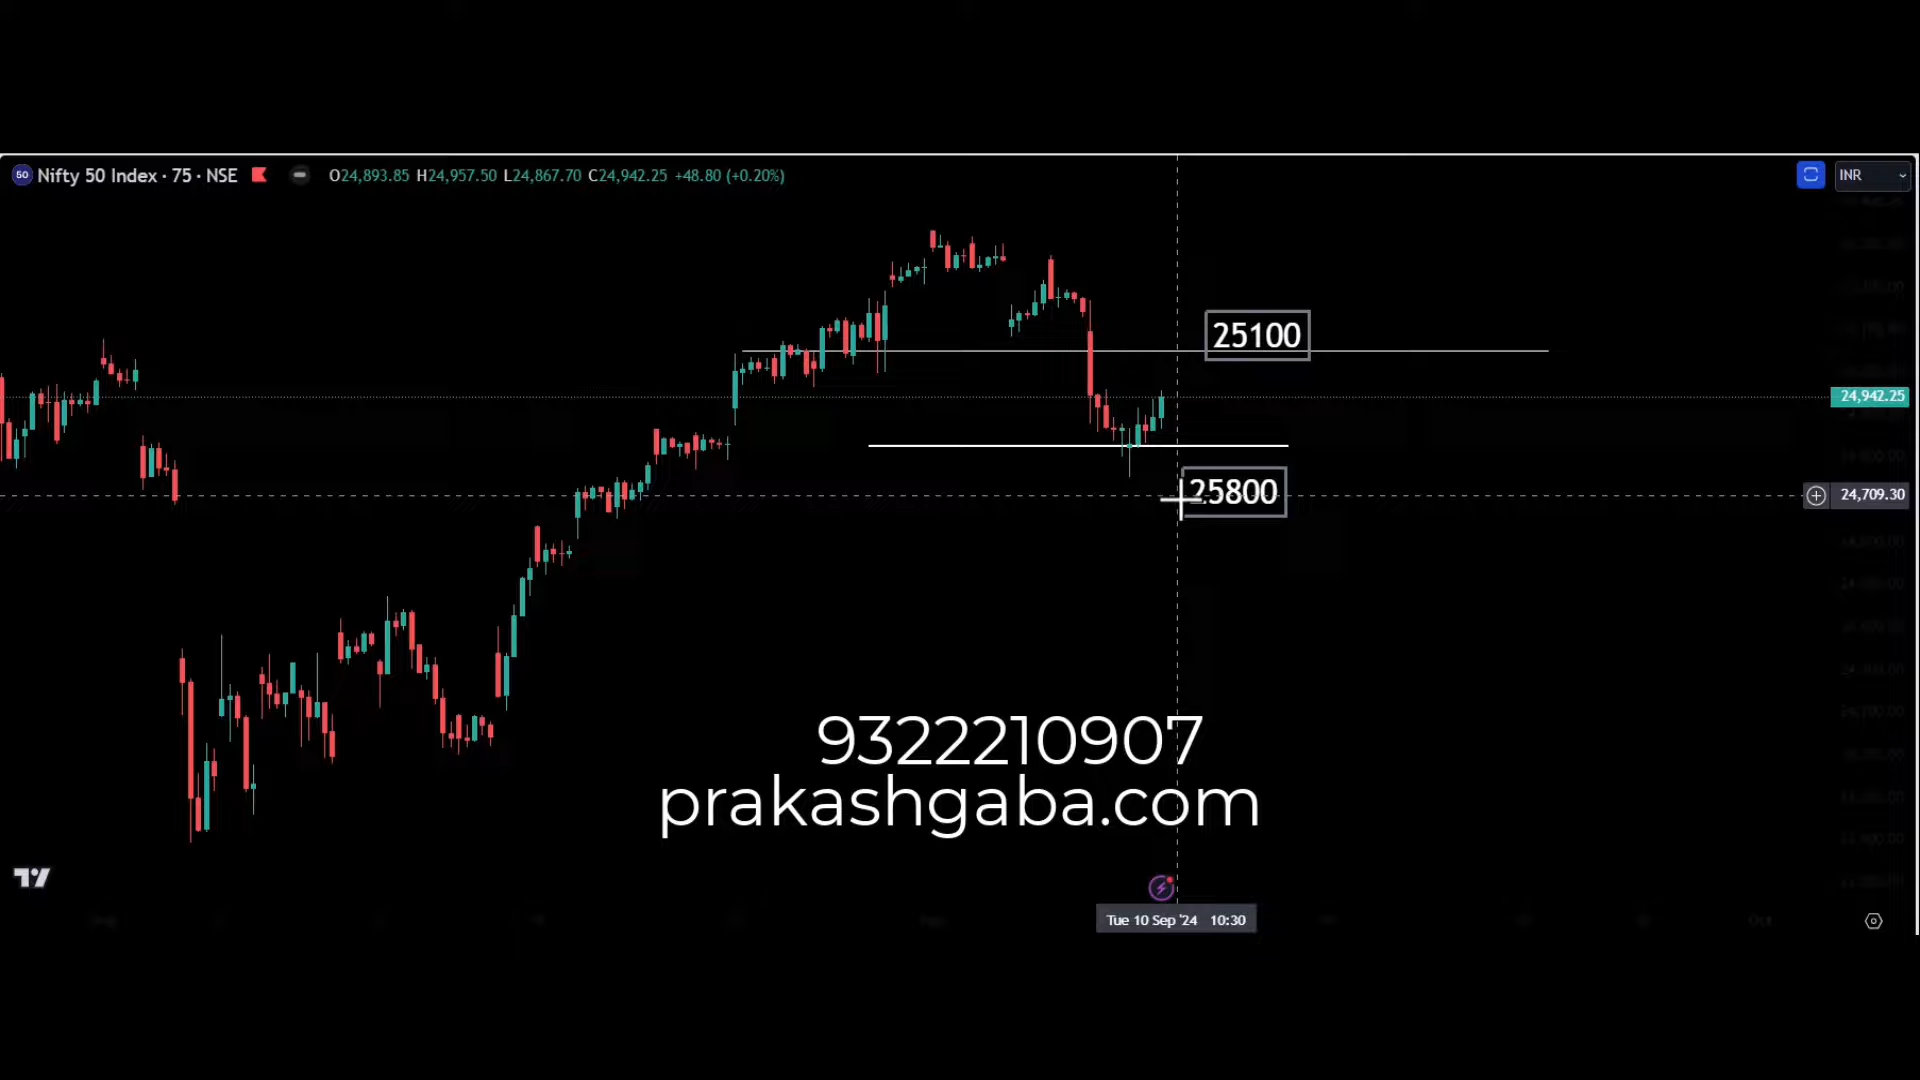 50 Nifty 50 Index · 75 · NSE O24,893.85 H24,957.50 L24,867.70 C24,942.25 +48.80 (+0.20%) INR
25100
24,942.25
25800
24,709.30
9322210907
prakashgaba.com
Tue 10 Sep '24 10:30